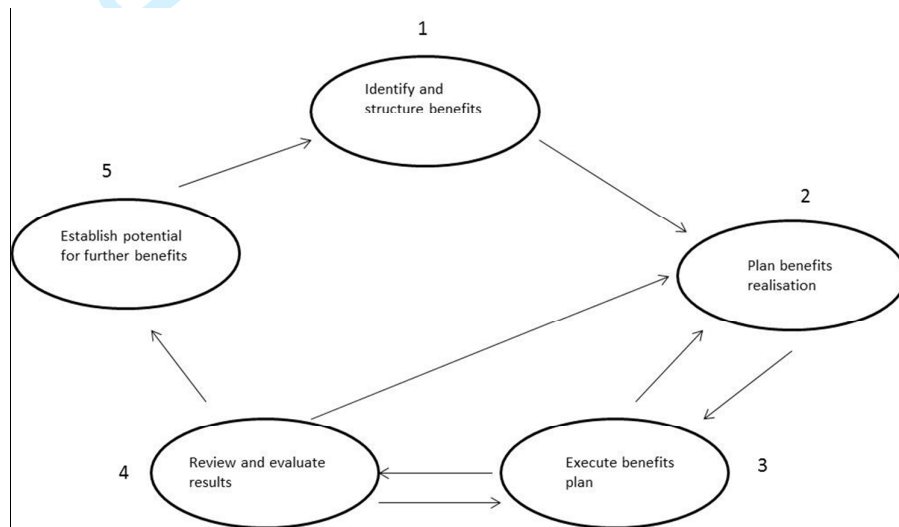 1
Identify and
structure benefits
5
2
Establish potential
for further benefits
Plan benefits
realisation
4
Review and evaluate
results
Execute benefits
plan
3